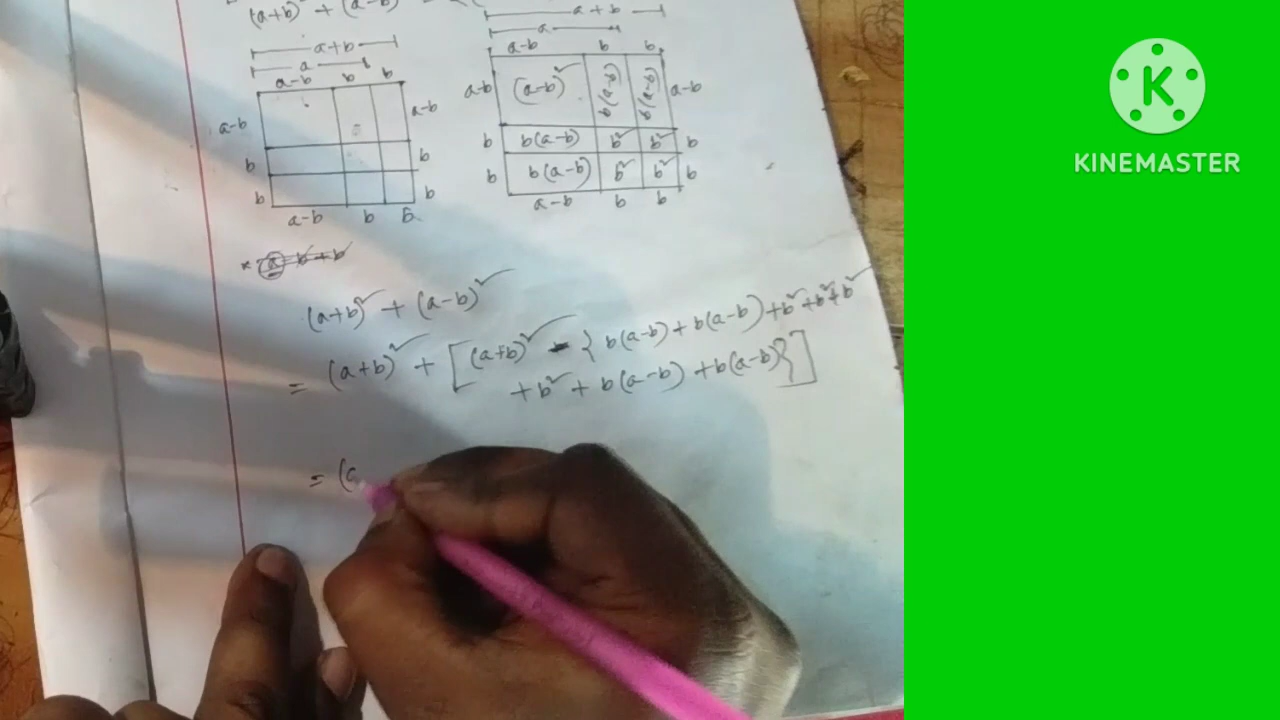 (a+b)² + (a-b)²
a+b
a
a-b b b
a-b a-b
b b
b b
a-b b b
a+b
a
a-b b b
a-b (a-b)² b(a-b) b(a-b) a-b
b b(a-b) b² b² b
b b(a-b) b² b² b
a-b b b
(a+b)² + (a-b)²
= (a+b)² + [(a+b)² - { b(a-b) + b(a-b) + b² + b² + b²
+ b² + b(a-b) + b(a-b)}]
= (a
K
KINEMASTER